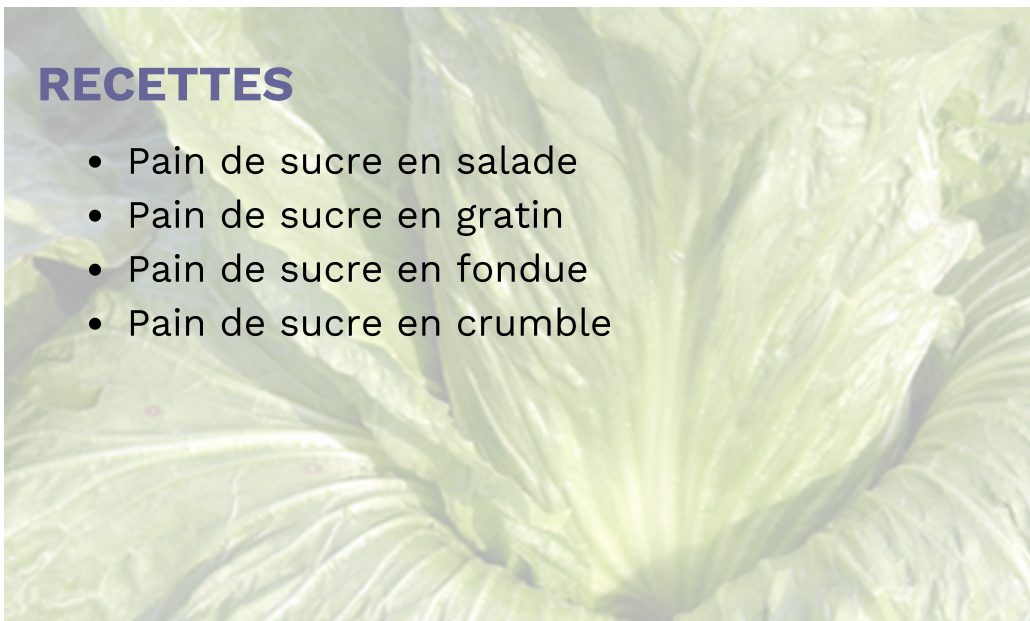 RECETTES
• Pain de sucre en salade
• Pain de sucre en gratin
• Pain de sucre en fondue
• Pain de sucre en crumble